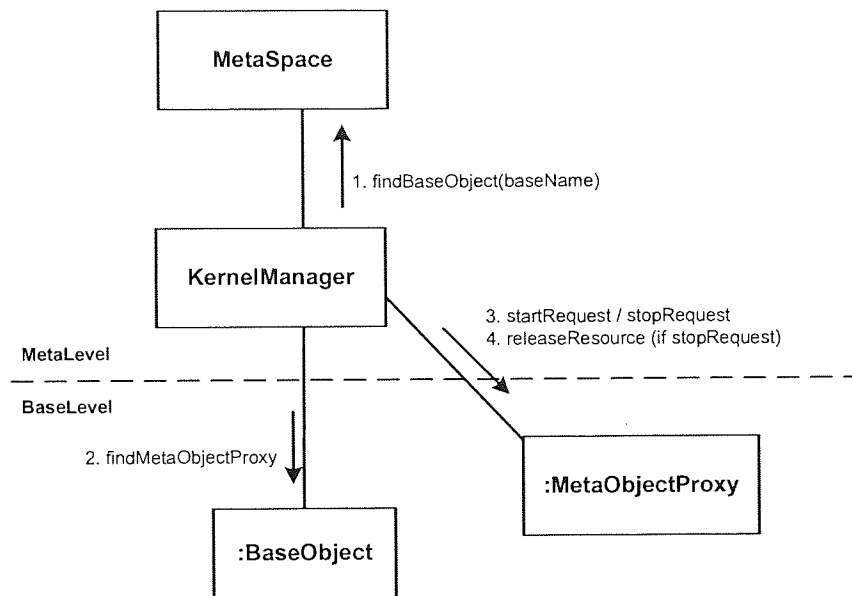 MetaSpace
1. findBaseObject(baseName)
KernelManager
3. startRequest / stopRequest
4. releaseResource (if stopRequest)
MetaLevel
BaseLevel
2. findMetaObjectProxy
:MetaObjectProxy
:BaseObject